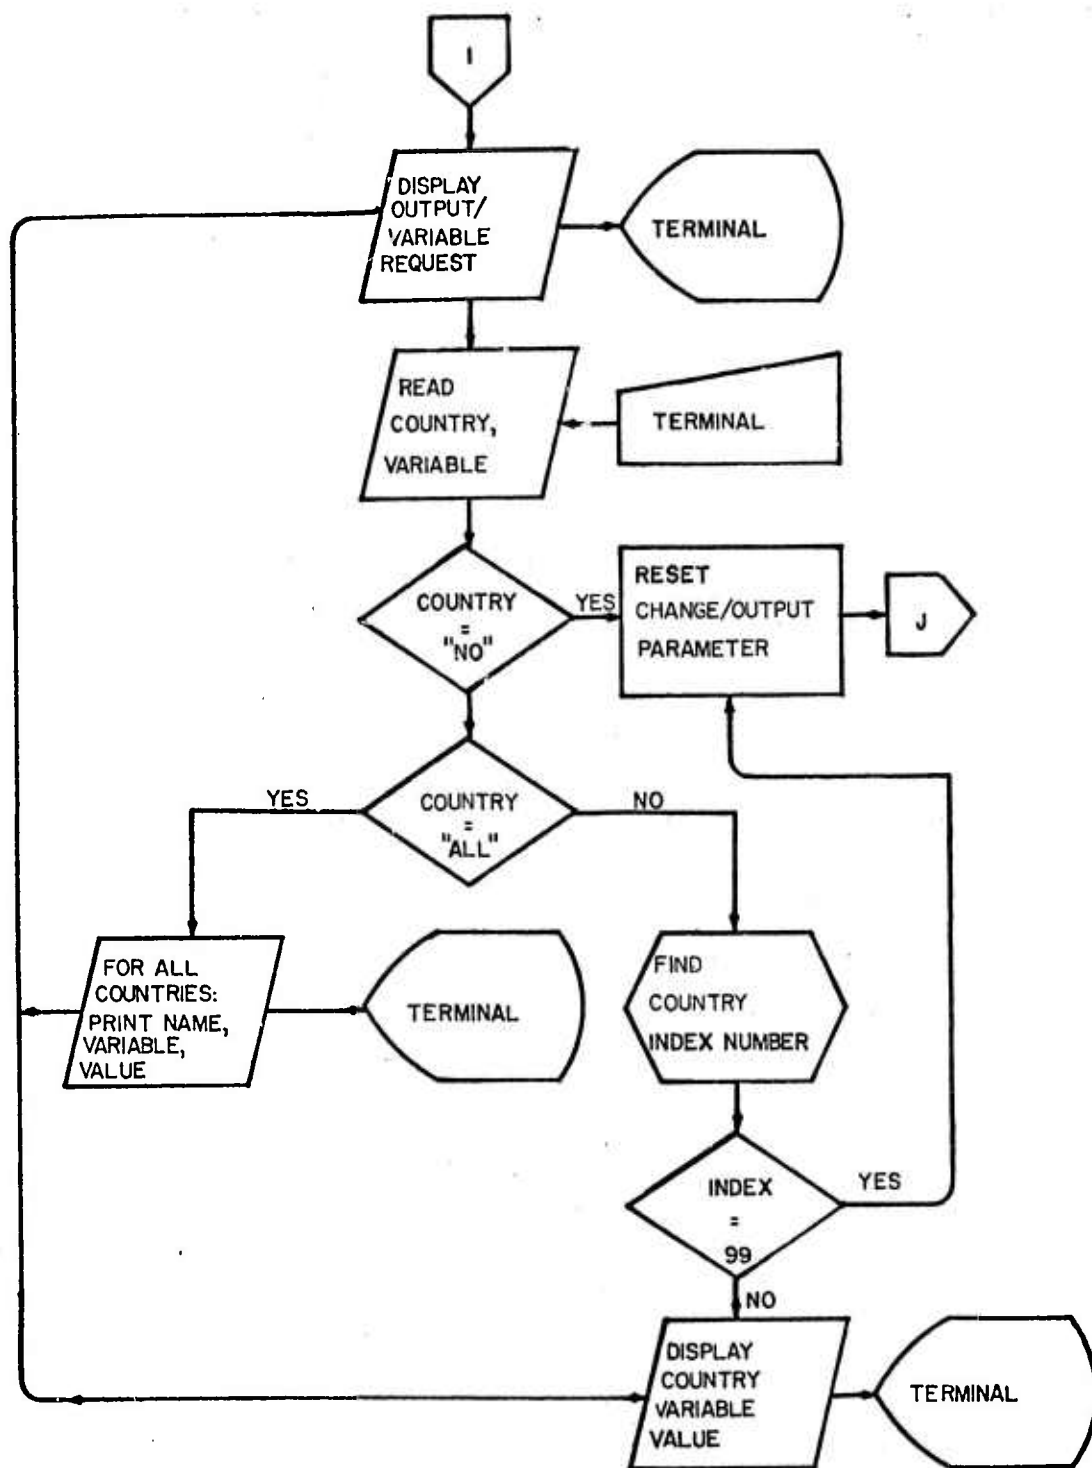 I
DISPLAY
OUTPUT/
VARIABLE
REQUEST
TERMINAL
READ
COUNTRY,
VARIABLE
TERMINAL
COUNTRY
=
"NO"
YES
RESET
CHANGE/OUTPUT
PARAMETER
J
COUNTRY
=
"ALL"
YES
NO
FOR ALL
COUNTRIES:
PRINT NAME,
VARIABLE,
VALUE
TERMINAL
FIND
COUNTRY
INDEX NUMBER
INDEX
=
99
YES
NO
DISPLAY
COUNTRY
VARIABLE
VALUE
TERMINAL